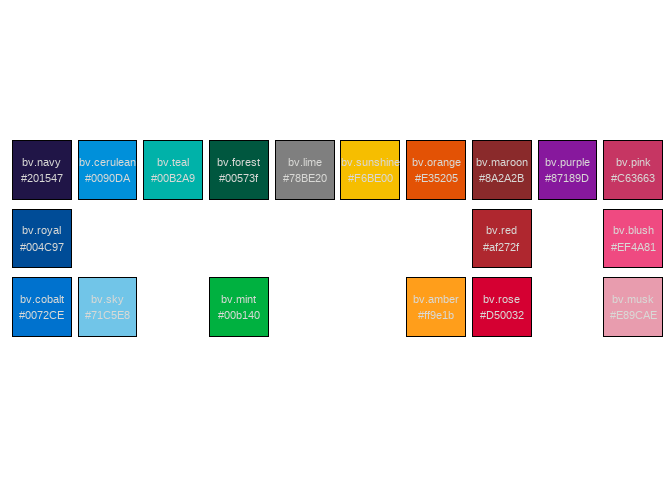 bv.navy
#201547
bv.cerulean
#0090DA
bv.teal
#00B2A9
bv.forest
#00573f
bv.lime
#78BE20
bv.sunshine
#F6BE00
bv.orange
#E35205
bv.maroon
#8A2A2B
bv.purple
#87189D
bv.pink
#C63663
bv.royal
#004C97
bv.red
#af272f
bv.blush
#EF4A81
bv.cobalt
#0072CE
bv.sky
#71C5E8
bv.mint
#00b140
bv.amber
#ff9e1b
bv.rose
#D50032
bv.musk
#E89CAE